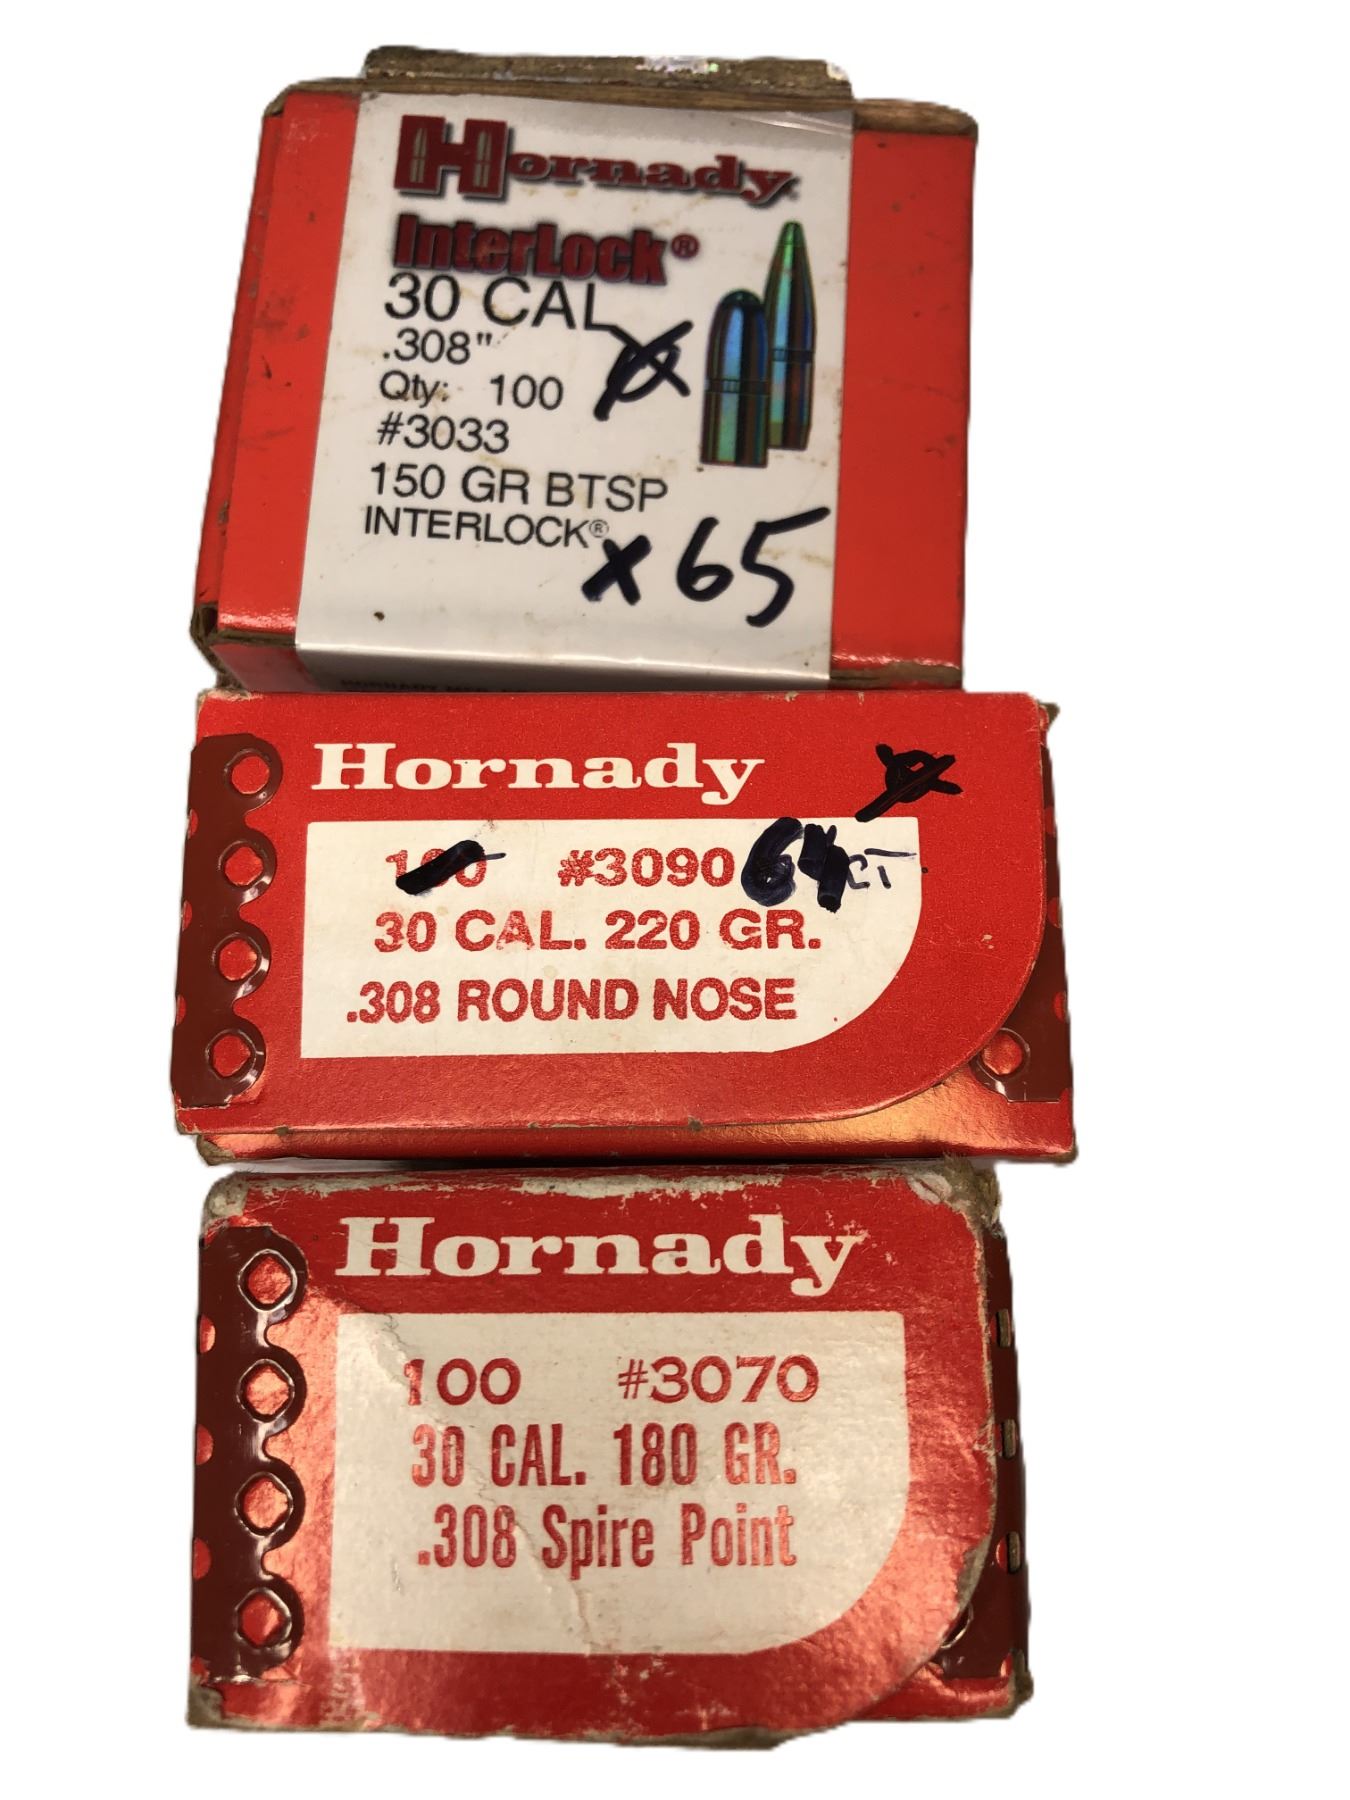 Hornady
InterLock®
30 CAL
.308"
Qty: 100
#3033
150 GR BTSP
INTERLOCK®
x65
Hornady
100 #3090 64 CT.
30 CAL. 220 GR.
.308 ROUND NOSE
Hornady
100 #3070
30 CAL. 180 GR.
.308 Spire Point